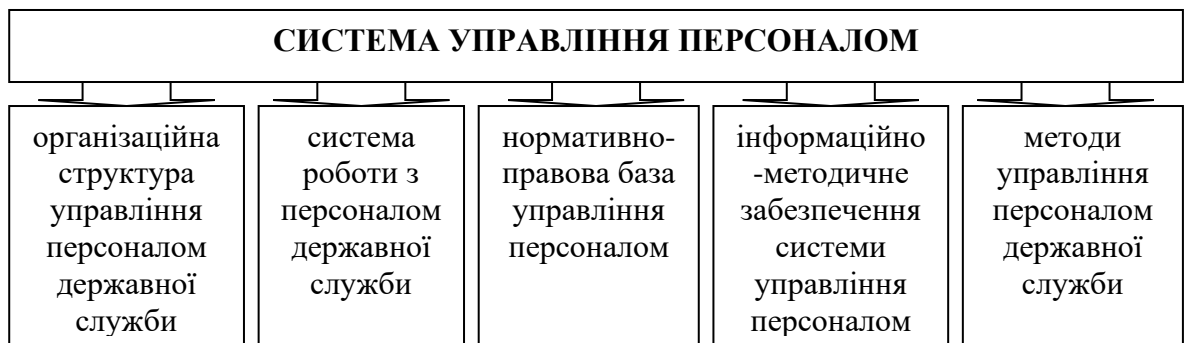 СИСТЕМА УПРАВЛІННЯ ПЕРСОНАЛОМ
організаційна
структура
управління
персоналом
державної
служби
система
роботи з
персоналом
державної
служби
нормативно-
правова база
управління
персоналом
інформаційно
-методичне
забезпечення
системи
управління
персоналом
методи
управління
персоналом
державної
служби